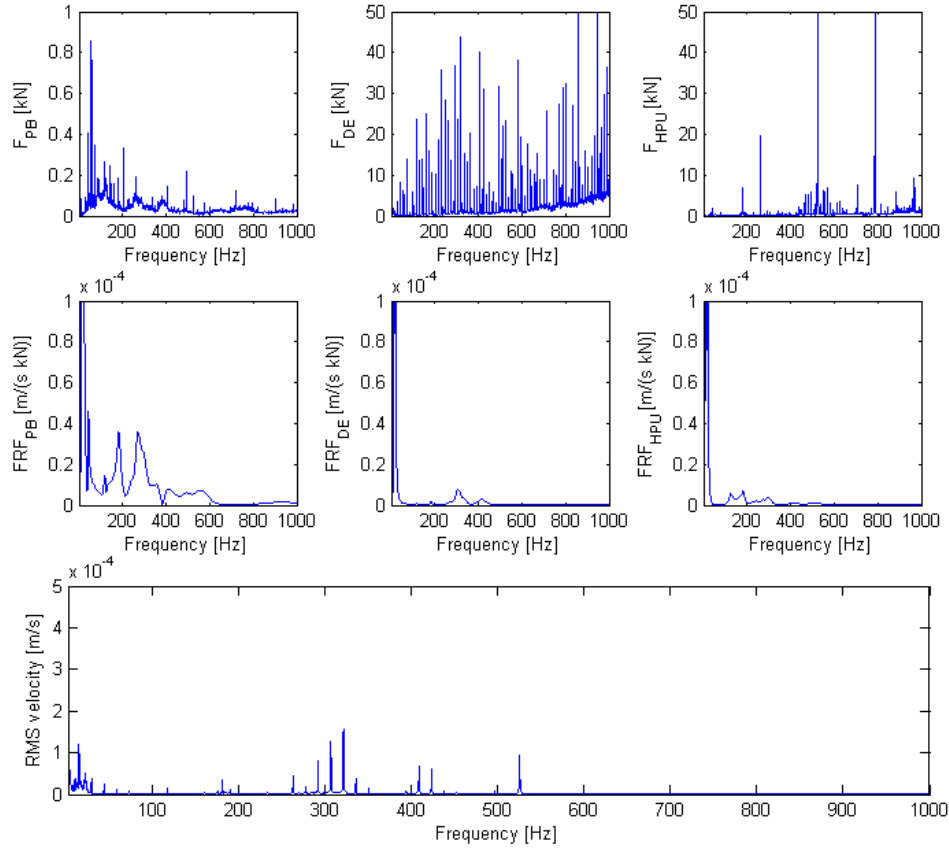 F_PB [kN]
1
0.8
0.6
0.4
0.2
0
200 400 600 800 1000
Frequency [Hz]
F_DE [kN]
50
40
30
20
10
0
200 400 600 800 1000
Frequency [Hz]
F_HPU [kN]
50
40
30
20
10
0
200 400 600 800 1000
Frequency [Hz]
x 10^-4
FRF_PB [m/(s kN)]
1
0.8
0.6
0.4
0.2
0
200 400 600 800 1000
Frequency [Hz]
x 10^-4
FRF_DE [m/(s kN)]
1
0.8
0.6
0.4
0.2
0
200 400 600 800 1000
Frequency [Hz]
x 10^-4
FRF_HPU [m/(s kN)]
1
0.8
0.6
0.4
0.2
0
200 400 600 800 1000
Frequency [Hz]
x 10^-4
RMS velocity [m/s]
5
4
3
2
1
0
100 200 300 400 500 600 700 800 900 1000
Frequency [Hz]